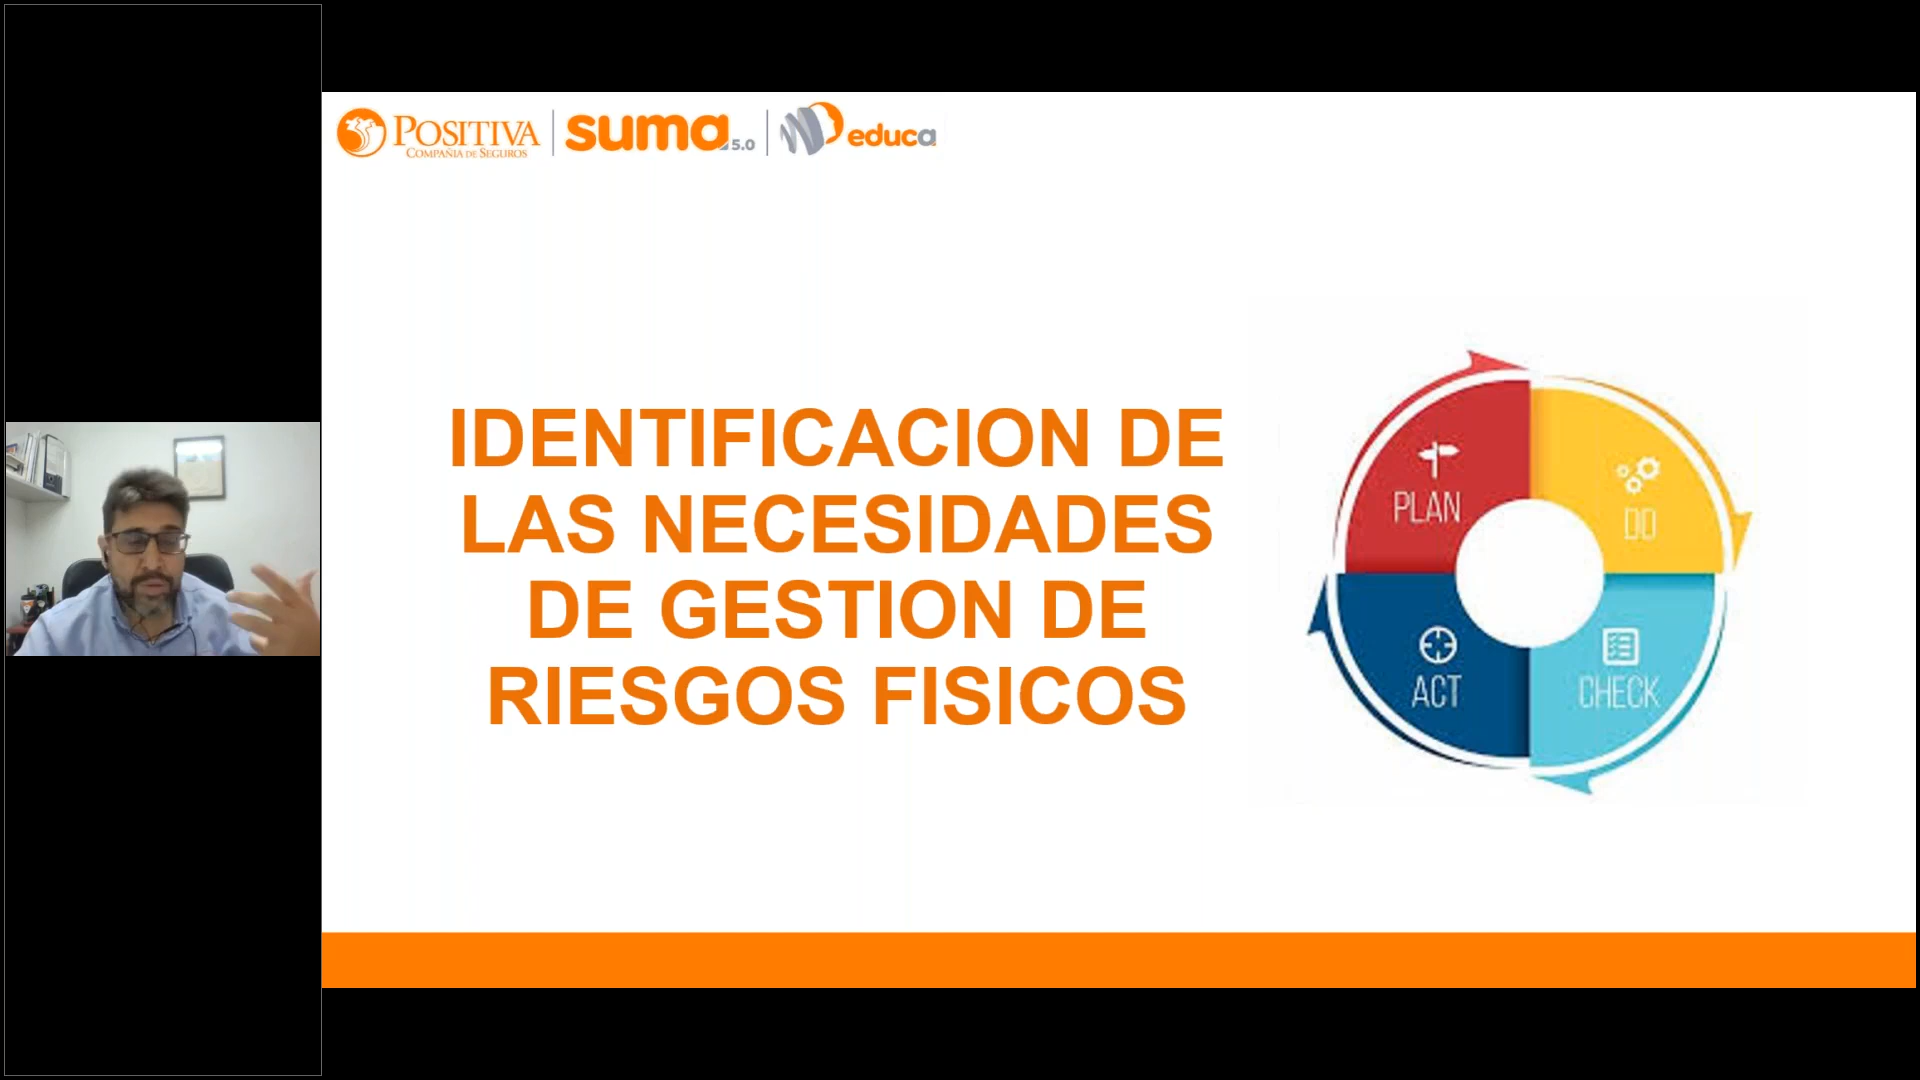 POSITIVA
COMPAÑIA DE SEGUROS
suma 5.0
educa
IDENTIFICACION DE
LAS NECESIDADES
DE GESTION DE
RIESGOS FISICOS
PLAN
DO
ACT
CHECK